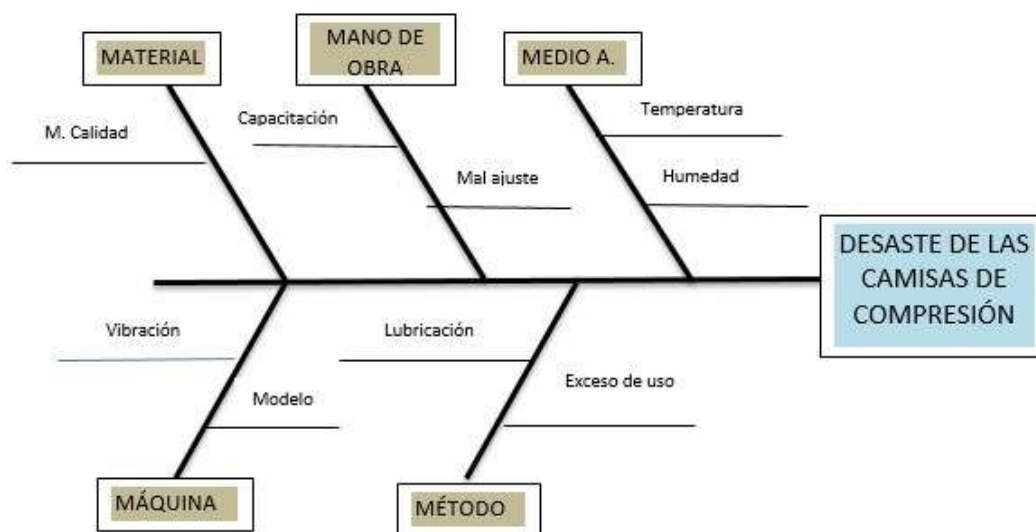 MATERIAL
MANO DE
OBRA
MEDIO A.
M. Calidad
Capacitación
Mal ajuste
Temperatura
Humedad
DESASTE DE LAS
CAMISAS DE
COMPRESIÓN
Vibración
Modelo
Lubricación
Exceso de uso
MÁQUINA
MÉTODO